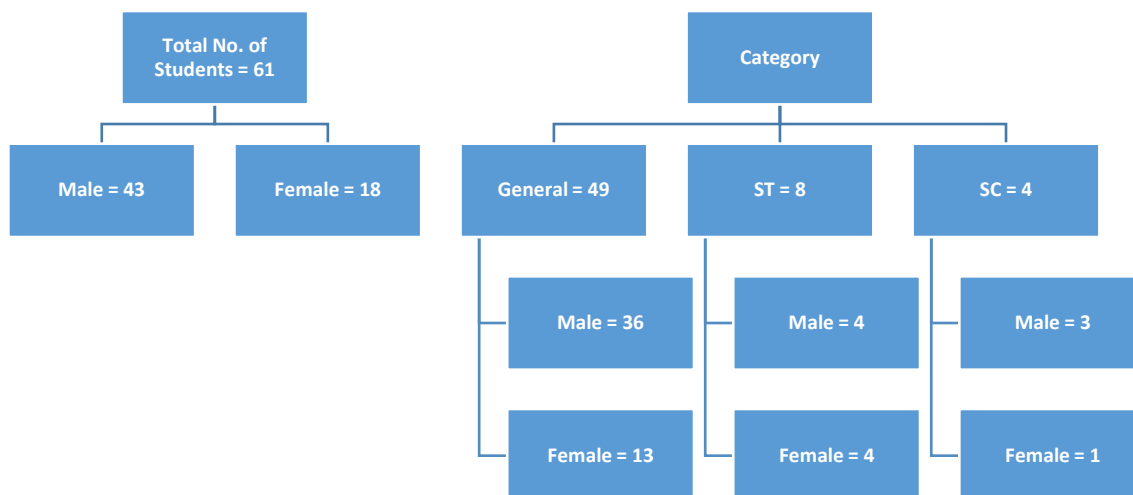 Total No. of
Students = 61
Category
Male = 43
Female = 18
General = 49
ST = 8
SC = 4
Male = 36
Male = 4
Male = 3
Female = 13
Female = 4
Female = 1